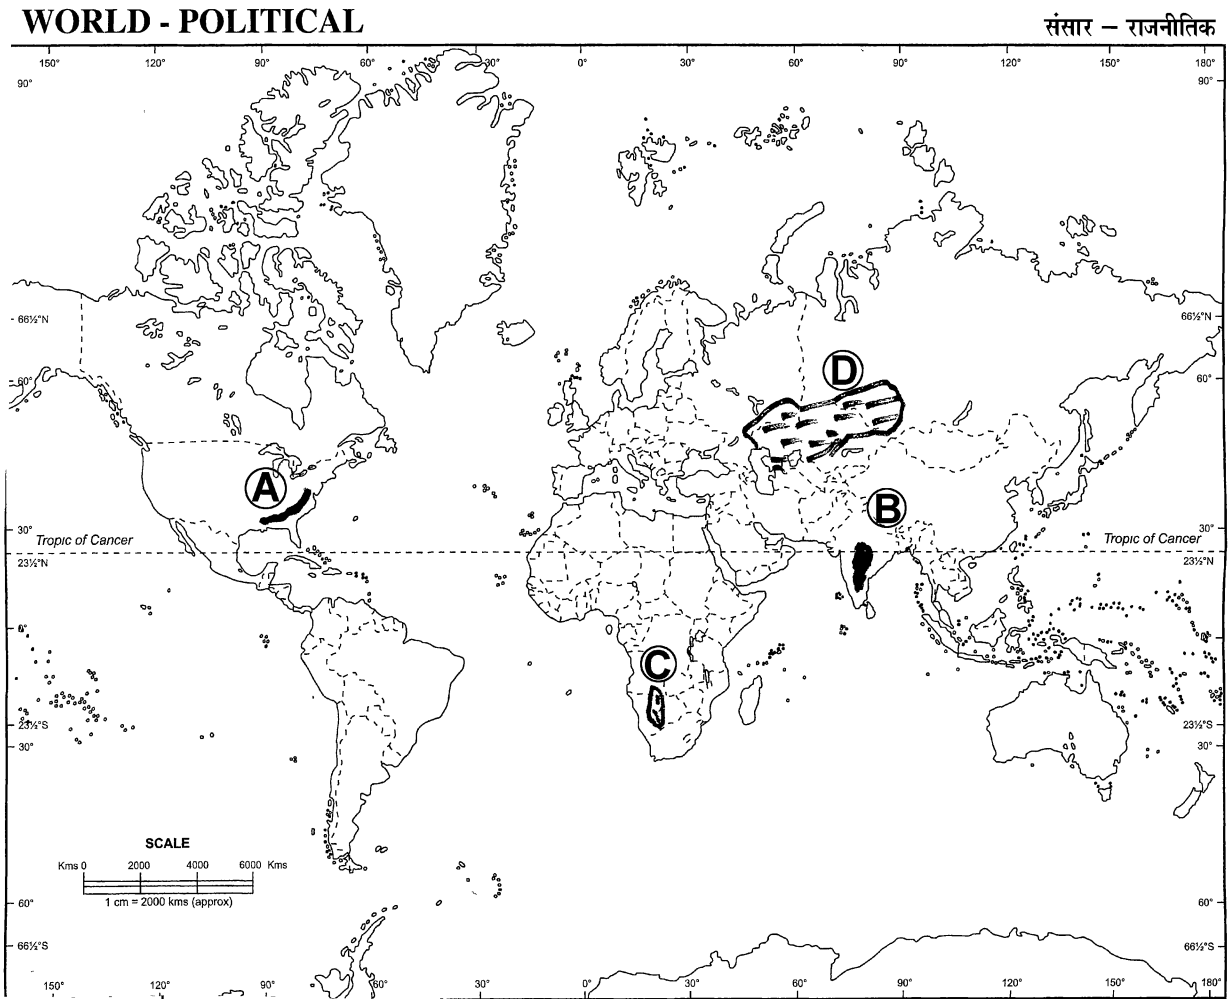 WORLD - POLITICAL
संसार – राजनीतिक
150° 120° 90° 60° 30° 0° 30° 60° 90° 120° 150° 180°
90° 90°
66½°N 66½°N
60° 60°
D
A
B
30° 30°
Tropic of Cancer Tropic of Cancer
23½°N 23½°N
0° 0°
C
23½°S 23½°S
30° 30°
SCALE
Kms 0 2000 4000 6000 Kms
1 cm = 2000 kms (approx)
60° 60°
66½°S 66½°S
150° 120° 90° 60° 30° 0° 30° 60° 90° 120° 150° 180°